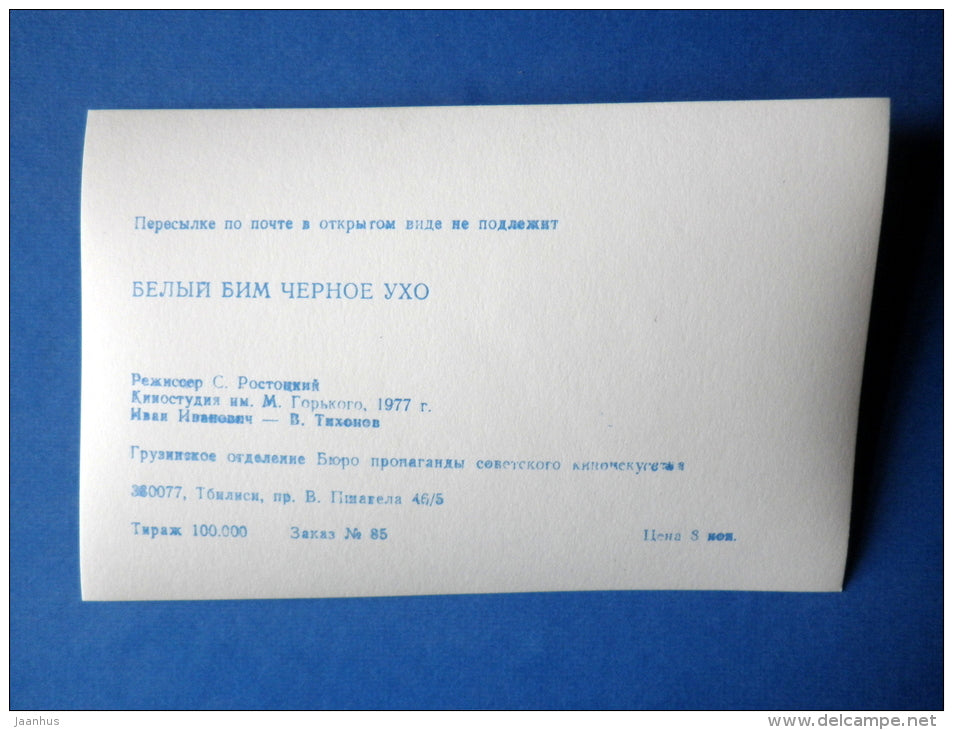 Пересылке по почте в открытом виде не подлежит
БЕЛЫЙ БИМ ЧЕРНОЕ УХО
Режиссер С. Ростоцкий
Киностудия им. М. Горького, 1977 г.
Иван Иванович — В. Тихонов
Грузинское отделение Бюро пропаганды советского киноискусства
380077, Тбилиси, пр. В. Пшавела 46/5
Тираж 100.000 Заказ № 85 Цена 8 коп.
jaanhus
www.delcampe.net